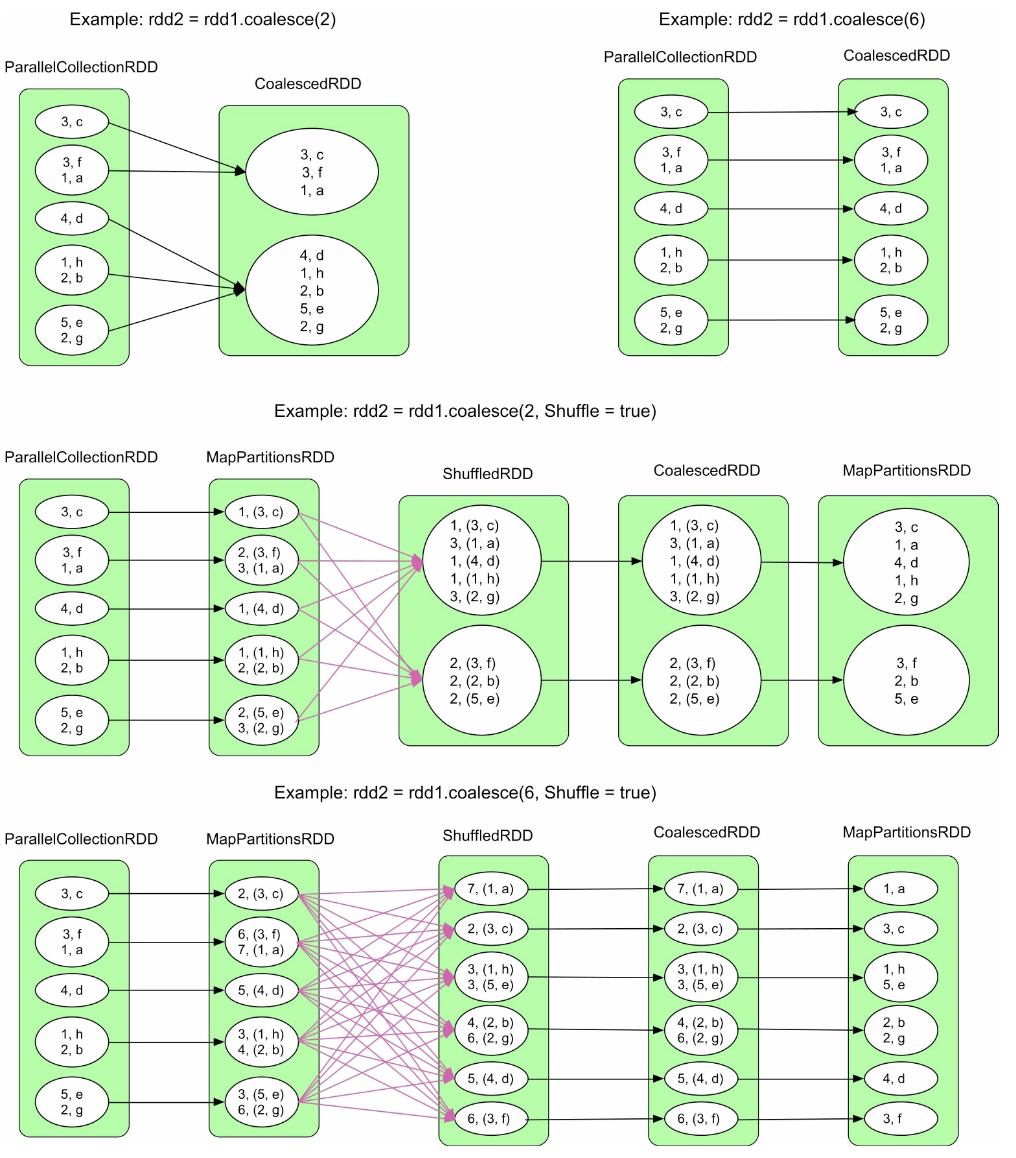 Example: rdd2 = rdd1.coalesce(2)
ParallelCollectionRDD
CoalescedRDD
3, c
3, f
1, a
4, d
1, h
2, b
5, e
2, g
3, c
3, f
1, a
4, d
1, h
2, b
5, e
2, g
Example: rdd2 = rdd1.coalesce(6)
ParallelCollectionRDD
CoalescedRDD
3, c
3, f
1, a
4, d
1, h
2, b
5, e
2, g
3, c
3, f
1, a
4, d
1, h
2, b
5, e
2, g
Example: rdd2 = rdd1.coalesce(2, Shuffle = true)
ParallelCollectionRDD
MapPartitionsRDD
ShuffledRDD
CoalescedRDD
MapPartitionsRDD
3, c
3, f
1, a
4, d
1, h
2, b
5, e
2, g
1, (3, c)
2, (3, f)
3, (1, a)
1, (4, d)
1, (1, h)
2, (2, b)
2, (5, e)
3, (2, g)
1, (3, c)
3, (1, a)
1, (4, d)
1, (1, h)
3, (2, g)
2, (3, f)
2, (2, b)
2, (5, e)
1, (3, c)
3, (1, a)
1, (4, d)
1, (1, h)
3, (2, g)
2, (3, f)
2, (2, b)
2, (5, e)
3, c
1, a
4, d
1, h
2, g
3, f
2, b
5, e
Example: rdd2 = rdd1.coalesce(6, Shuffle = true)
ParallelCollectionRDD
MapPartitionsRDD
ShuffledRDD
CoalescedRDD
MapPartitionsRDD
3, c
3, f
1, a
4, d
1, h
2, b
5, e
2, g
2, (3, c)
6, (3, f)
7, (1, a)
5, (4, d)
3, (1, h)
4, (2, b)
3, (5, e)
6, (2, g)
7, (1, a)
2, (3, c)
3, (1, h)
3, (5, e)
4, (2, b)
6, (2, g)
5, (4, d)
6, (3, f)
7, (1, a)
2, (3, c)
3, (1, h)
3, (5, e)
4, (2, b)
6, (2, g)
5, (4, d)
6, (3, f)
1, a
3, c
1, h
5, e
2, b
2, g
4, d
3, f